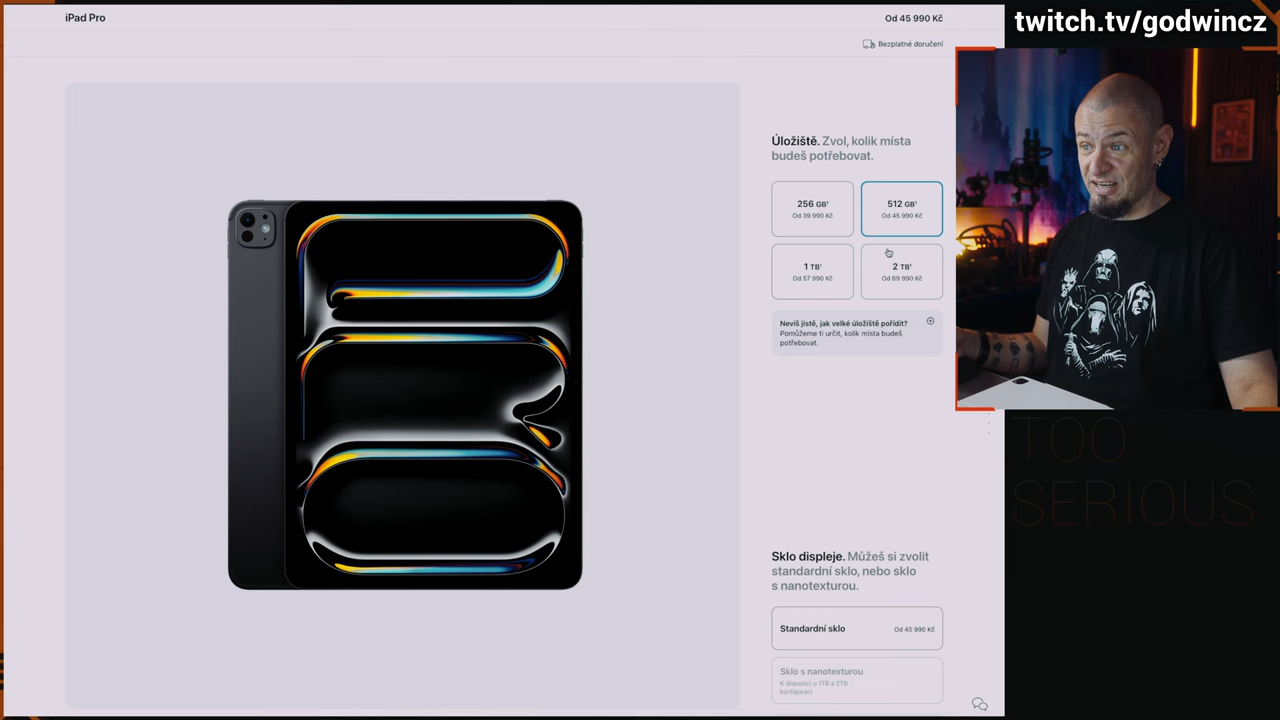 iPad Pro
Od 45 990 Kč
Bezplatné doručení
Úložiště. Zvol, kolik místa
budeš potřebovat.
256 GB¹
Od 39 990 Kč
512 GB¹
Od 45 990 Kč
1 TB¹
Od 57 990 Kč
2 TB¹
Od 69 990 Kč
Nevíš jistě, jak velké úložiště pořídit?
Pomůžeme ti určit, kolik místa budeš
potřebovat.
Sklo displeje. Můžeš si zvolit
standardní sklo, nebo sklo
s nanotexturou.
Standardní sklo
Od 45 990 Kč
Sklo s nanotexturou
K dispozici u 1TB a 2TB
konfigurací
twitch.tv/godwincz
TOO
SERIOUS